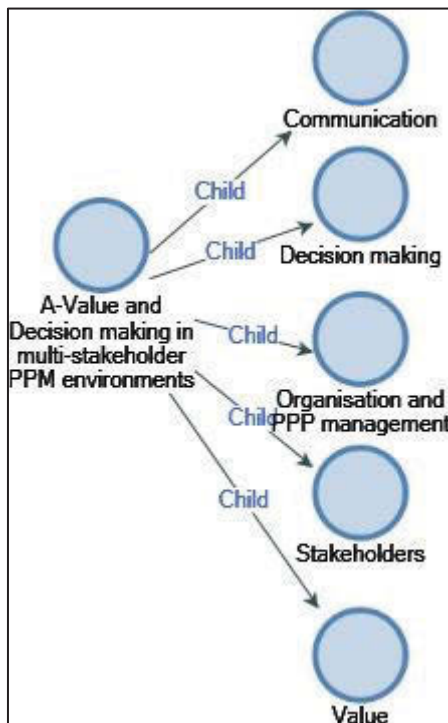 Communication
Child
Child
Decision making
A-Value and
Decision making in
multi-stakeholder
PPM environments
Child
Organisation and
PPP management
Child
Stakeholders
Child
Value